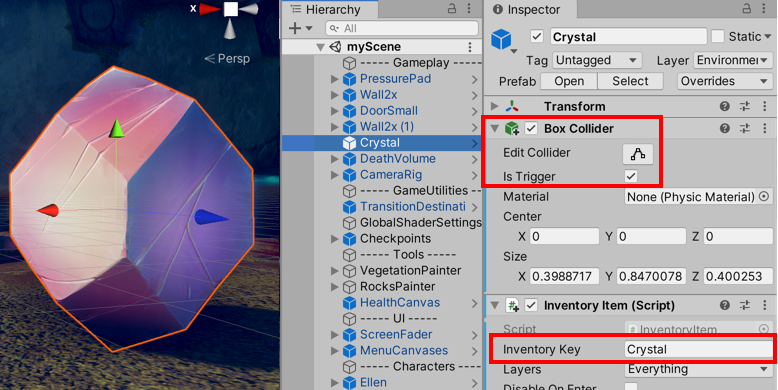 X
Persp
Hierarchy
All
myScene
----- Gameplay -----
PressurePad
Wall2x
DoorSmall
Wall2x (1)
Crystal
DeathVolume
CameraRig
----- GameUtilities -----
TransitionDestinati
GlobalShaderSettings
Checkpoints
----- Tools -----
VegetationPainter
RocksPainter
HealthCanvas
----- UI -----
ScreenFader
MenuCanvases
----- Characters -----
Ellen
Inspector
Crystal Static
Tag Untagged Layer Environme
Prefab Open Select Overrides
Transform
Box Collider
Edit Collider
Is Trigger
Material None (Physic Material)
Center
X 0 Y 0 Z 0
Size
X 0.3988717 Y 0.8470078 Z 0.400253
Inventory Item (Script)
Script # InventoryItem
Inventory Key Crystal
Layers Everything
Disable On Enter